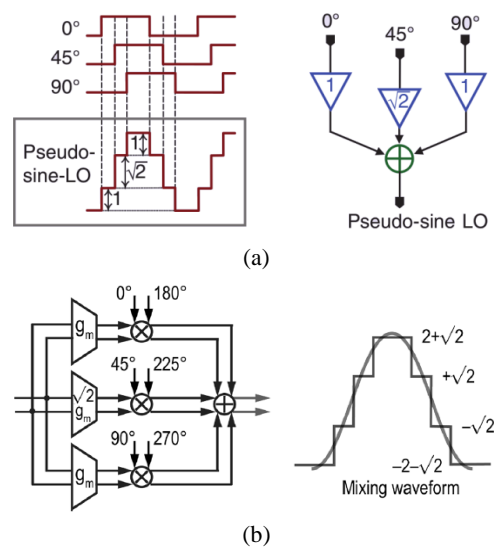 0°
45°
90°
Pseudo-
sine-LO
1
√2
1
0°
45°
90°
1
√2
1
Pseudo-sine LO
(a)
0° 180°
gm
45° 225°
√2
gm
90° 270°
gm
2+√2
+√2
−√2
−2−√2
Mixing waveform
(b)